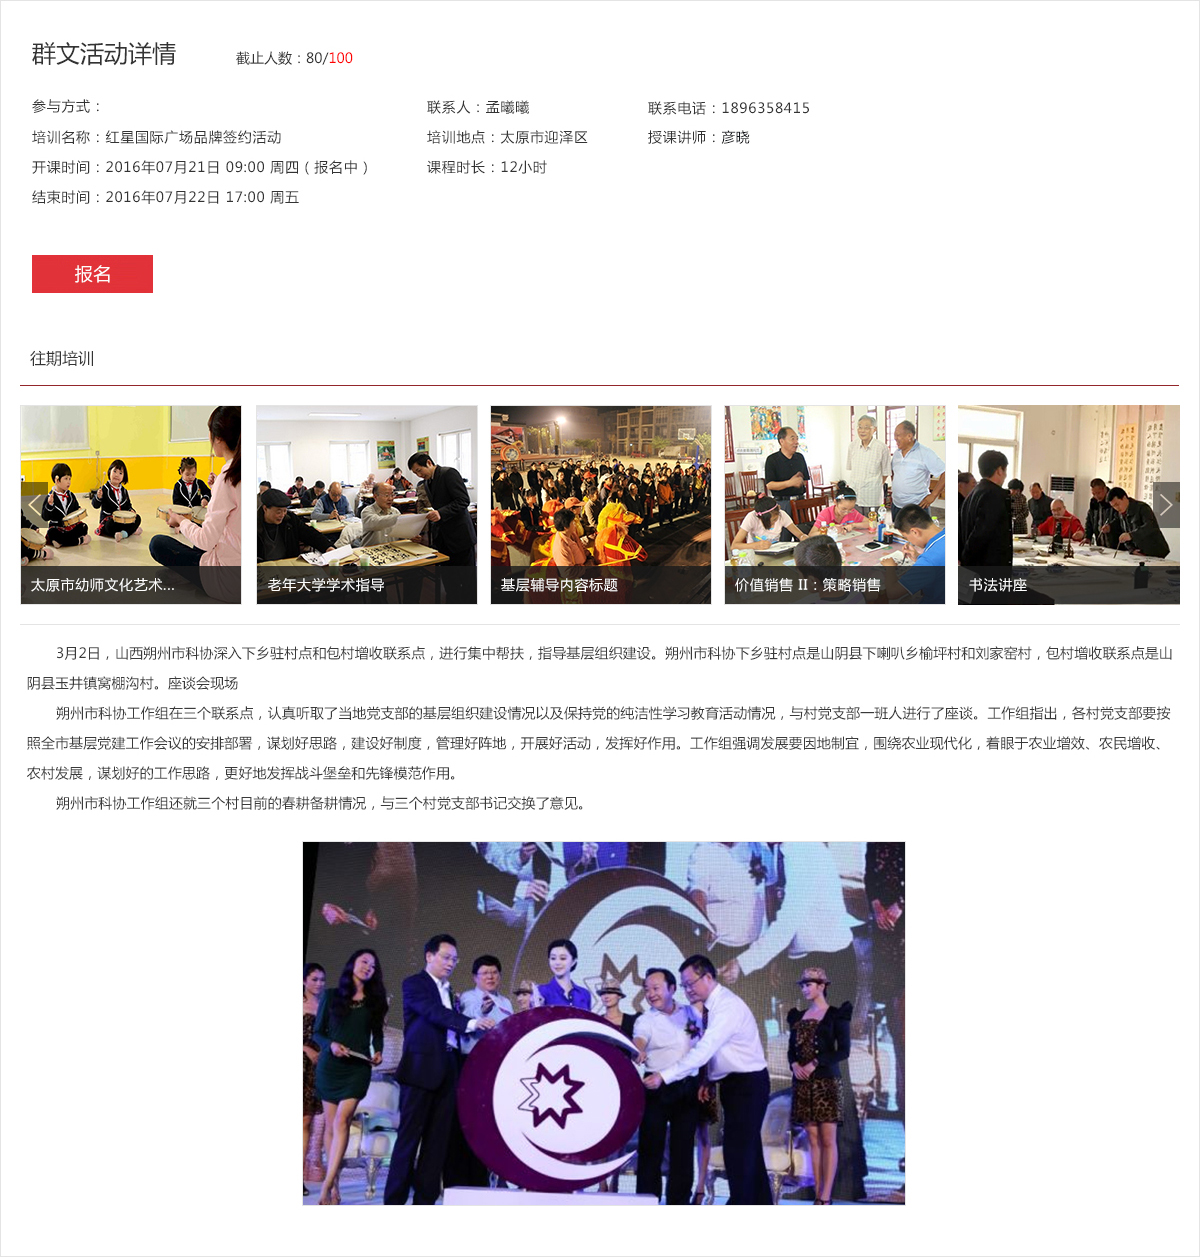 群文活动详情 截止人数：80/100
参与方式： 联系人：孟曦曦 联系电话：1896358415
培训名称：红星国际广场品牌签约活动 培训地点：太原市迎泽区 授课讲师：彦晓
开课时间：2016年07月21日 09:00 周四（报名中） 课程时长：12小时
结束时间：2016年07月22日 17:00 周五
报名
往期培训
太原市幼师文化艺术... 老年大学学术指导 基层辅导内容标题 价值销售 II：策略销售 书法讲座
3月2日，山西朔州市科协深入下乡驻村点和包村增收联系点，进行集中帮扶，指导基层组织建设。朔州市科协下乡驻村点是山阴县下喇叭乡榆坪村和刘家窑村，包村增收联系点是山
阴县玉井镇窝棚沟村。座谈会现场
朔州市科协工作组在三个联系点，认真听取了当地党支部的基层组织建设情况以及保持党的纯洁性学习教育活动情况，与村党支部一班人进行了座谈。工作组指出，各村党支部要按
照全市基层党建工作会议的安排部署，谋划好思路，建设好制度，管理好阵地，开展好活动，发挥好作用。工作组强调发展要因地制宜，围绕农业现代化，着眼于农业增效、农民增收、
农村发展，谋划好的工作思路，更好地发挥战斗堡垒和先锋模范作用。
朔州市科协工作组还就三个村目前的春耕备耕情况，与三个村党支部书记交换了意见。